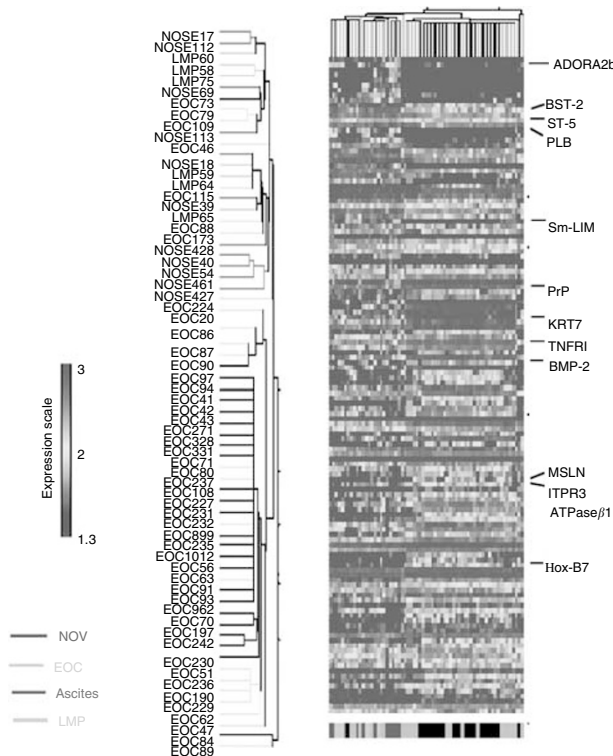 NOSE17
NOSE112
LMP60
LMP58
LMP75
NOSE69
EOC73
EOC79
EOC109
NOSE113
EOC46
NOSE18
LMP59
LMP64
EOC115
NOSE39
LMP65
EOC88
EOC173
NOSE428
NOSE40
NOSE54
NOSE461
NOSE427
EOC224
EOC20
EOC86
EOC87
EOC90
EOC97
EOC94
EOC41
EOC42
EOC43
EOC271
EOC328
EOC331
EOC71
EOC80
EOC237
EOC108
EOC227
EOC231
EOC232
EOC899
EOC235
EOC1012
EOC56
EOC63
EOC91
EOC93
EOC962
EOC70
EOC197
EOC242
EOC230
EOC51
EOC236
EOC190
EOC229
EOC62
EOC47
EOC84
EOC89
Expression scale
3
2
1.3
NOV
EOC
Ascites
LMP
ADORA2b
BST-2
ST-5
PLB
Sm-LIM
PrP
KRT7
TNFRI
BMP-2
MSLN
ITPR3
ATPaseβ1
Hox-B7